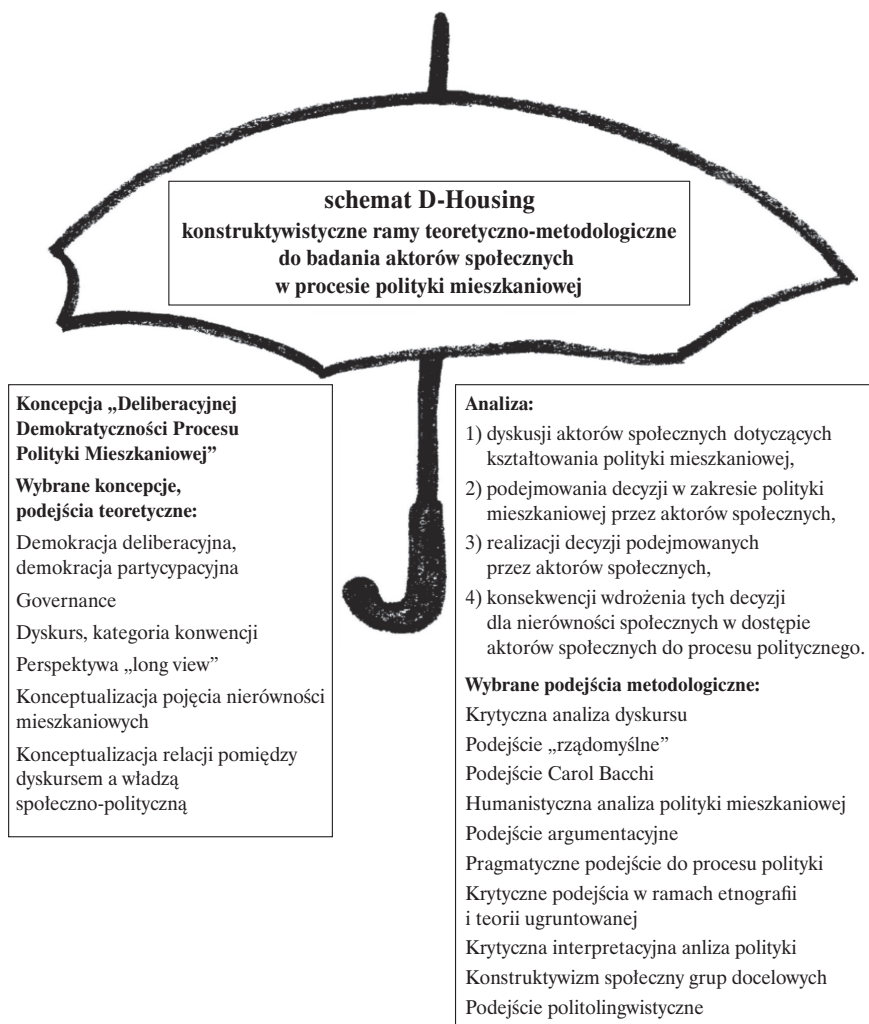 schemat D-Housing
konstruktywistyczne ramy teoretyczno-metodologiczne
do badania aktorów społecznych
w procesie polityki mieszkaniowej
Koncepcja „Deliberacyjnej
Demokratyczności Procesu
Polityki Mieszkaniowej”
Wybrane koncepcje,
podejścia teoretyczne:
Demokracja deliberacyjna,
demokracja partycypacyjna
Governance
Dyskurs, kategoria konwencji
Perspektywa „long view”
Konceptualizacja pojęcia nierówności
mieszkaniowych
Konceptualizacja relacji pomiędzy
dyskursem a władzą
społeczno-polityczną
Analiza:
1) dyskusji aktorów społecznych dotyczących
kształtowania polityki mieszkaniowej,
2) podejmowania decyzji w zakresie polityki
mieszkaniowej przez aktorów społecznych,
3) realizacji decyzji podejmowanych
przez aktorów społecznych,
4) konsekwencji wdrożenia tych decyzji
dla nierówności społecznych w dostępie
aktorów społecznych do procesu politycznego.
Wybrane podejścia metodologiczne:
Krytyczna analiza dyskursu
Podejście „rządomyślne”
Podejście Carol Bacchi
Humanistyczna analiza polityki mieszkaniowej
Podejście argumentacyjne
Pragmatyczne podejście do procesu polityki
Krytyczne podejścia w ramach etnografii
i teorii ugruntowanej
Krytyczna interpretacyjna anliza polityki
Konstruktywizm społeczny grup docelowych
Podejście politolingwistyczne